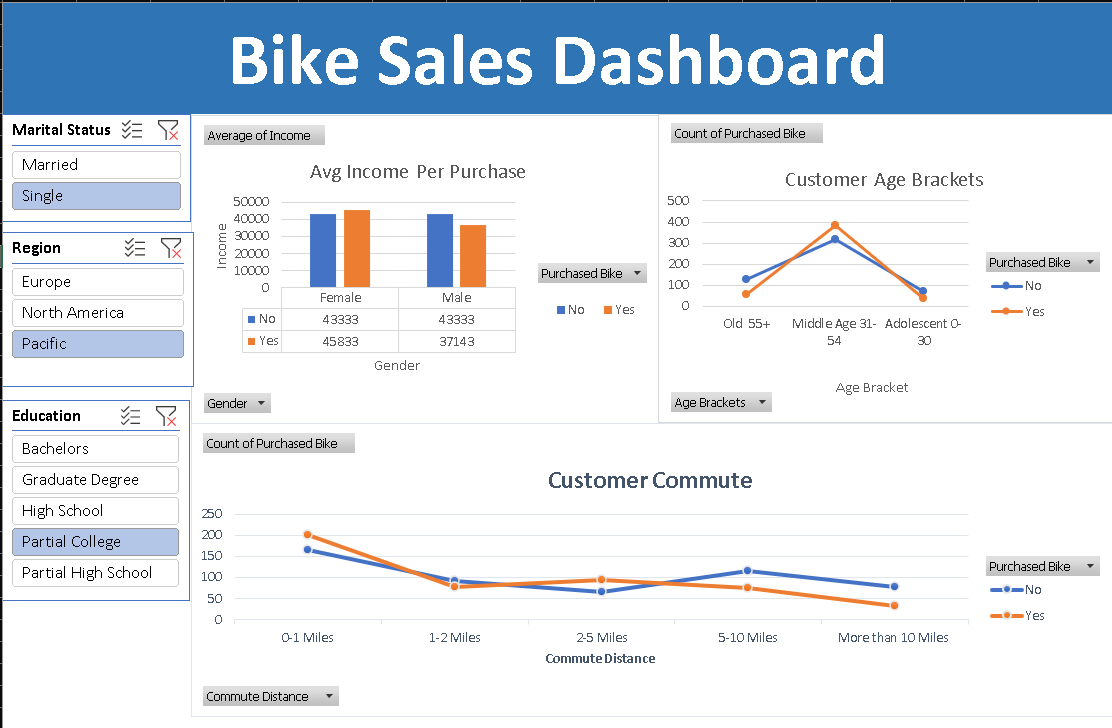 Bike Sales Dashboard
Marital Status
Married
Single
Region
Europe
North America
Pacific
Education
Bachelors
Graduate Degree
High School
Partial College
Partial High School
Average of Income
Avg Income Per Purchase
Income
50000
40000
30000
20000
10000
0
Female Male
No 43333 43333
Yes 45833 37143
Gender
Purchased Bike
No Yes
Gender
Count of Purchased Bike
Customer Age Brackets
500
400
300
200
100
0
Old 55+ Middle Age 31- Adolescent 0-
54 30
Age Bracket
Purchased Bike
No
Yes
Age Brackets
Count of Purchased Bike
Customer Commute
250
200
150
100
50
0
0-1 Miles 1-2 Miles 2-5 Miles 5-10 Miles More than 10 Miles
Commute Distance
Purchased Bike
No
Yes
Commute Distance